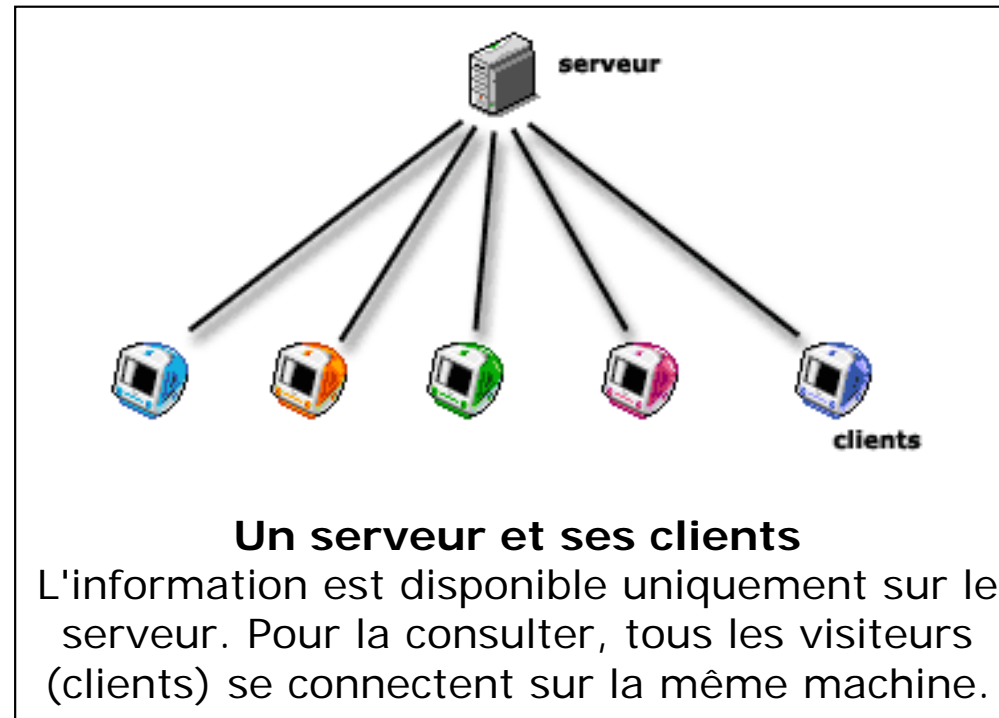 serveur
clients
Un serveur et ses clients
L'information est disponible uniquement sur le
serveur. Pour la consulter, tous les visiteurs
(clients) se connectent sur la même machine.